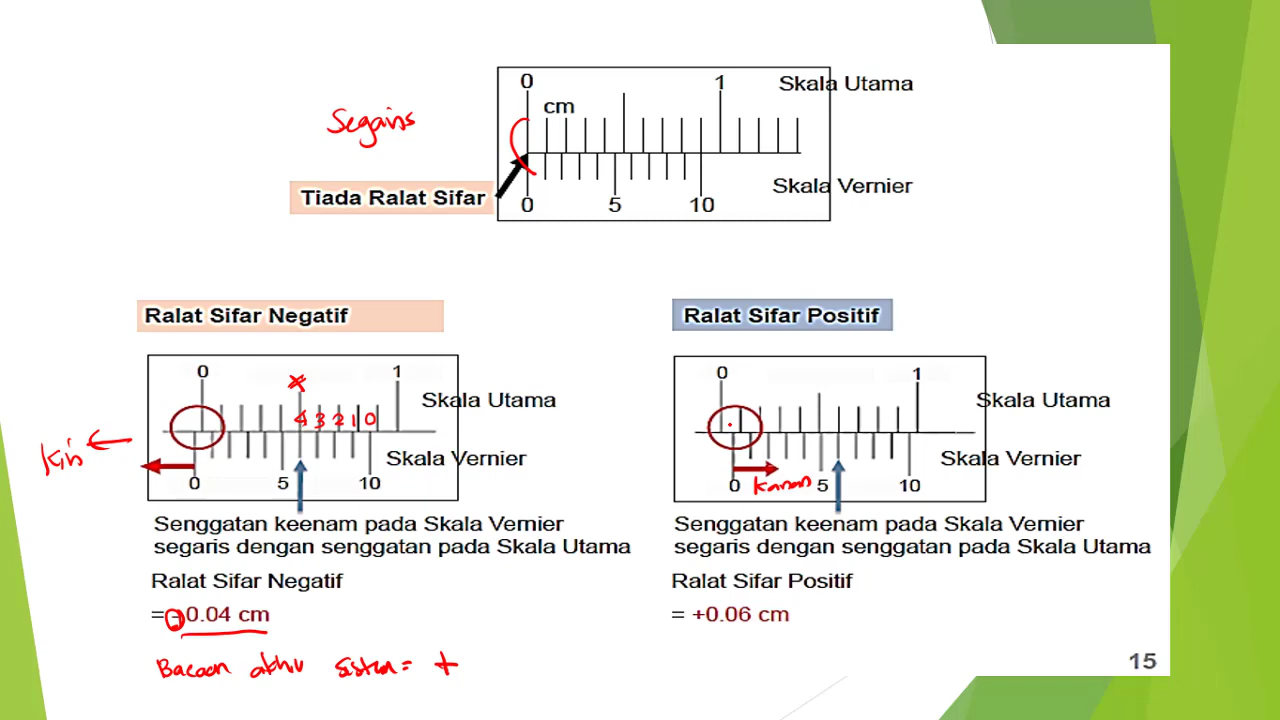 0 1 Skala Utama
cm
Segaris
Tiada Ralat Sifar
Skala Vernier
0 5 10
Ralat Sifar Negatif
0 1
Skala Utama
4 3 2 1 0
Kiri
Skala Vernier
0 5 10
Senggatan keenam pada Skala Vernier
segaris dengan senggatan pada Skala Utama
Ralat Sifar Negatif
= -0.04 cm
Bacaan akhir = +
Ralat Sifar Positif
0 1
Skala Utama
Skala Vernier
0 Kanan 5 10
Senggatan keenam pada Skala Vernier
segaris dengan senggatan pada Skala Utama
Ralat Sifar Positif
= +0.06 cm
15